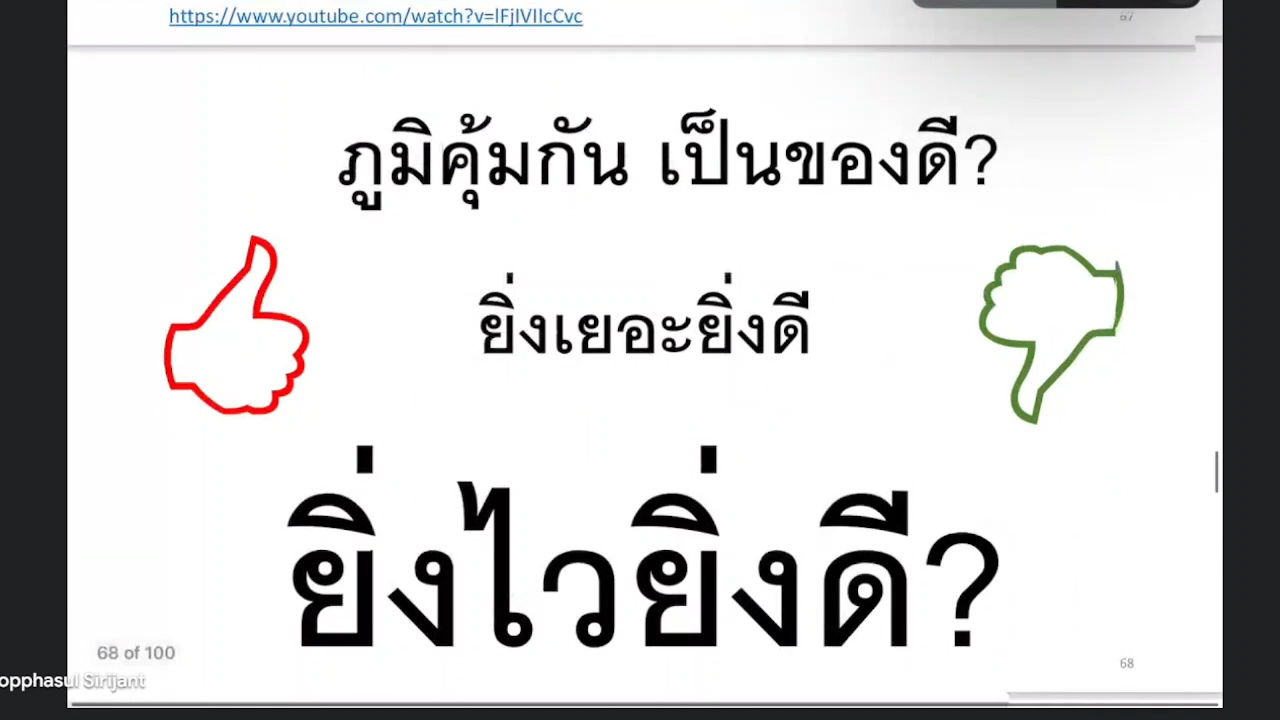 https://www.youtube.com/watch?v=lFjlVIlcCvc
ภูมิคุ้มกัน เป็นของดี?
ยิ่งเยอะยิ่งดี
ยิ่งไวยิ่งดี?
68 of 100
68
opphasul Sirijant